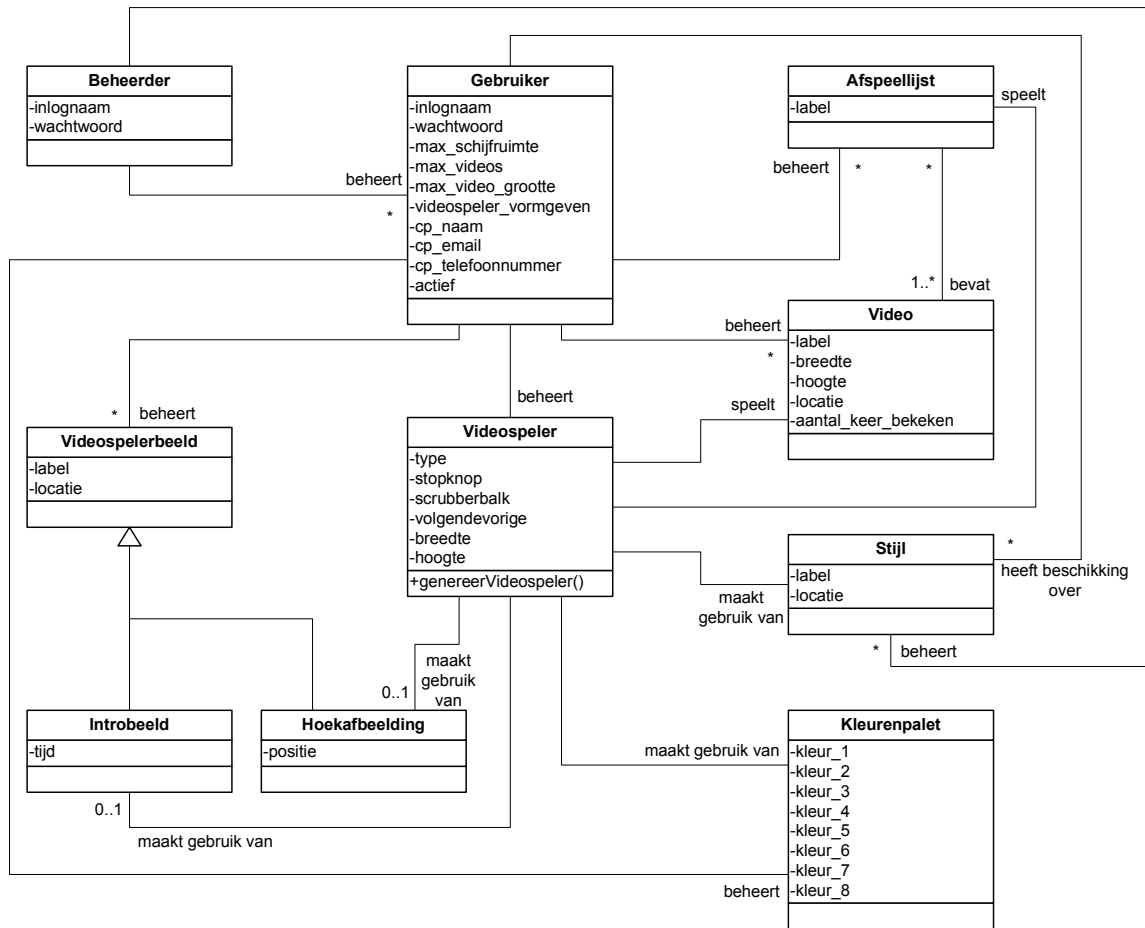 Beheerder
-inlognaam
-wachtwoord
Gebruiker
-inlognaam
-wachtwoord
-max_schijfruimte
-max_videos
-max_video_grootte
-videospeler_vormgeven
-cp_naam
-cp_email
-cp_telefoonnummer
-actief
Afspeellijst
-label
speelt
beheert
*
beheert
*
*
1..*
bevat
Video
-label
-breedte
-hoogte
-locatie
-aantal_keer_bekeken
beheert
*
speelt
*
beheert
beheert
Videospelerbeeld
-label
-locatie
Videospeler
-type
-stopknop
-scrubberbalk
-volgendevorige
-breedte
-hoogte
+genereerVideospeler()
Stijl
-label
-locatie
*
heeft beschikking
over
maakt
gebruik van
*
beheert
maakt
gebruik
van
0..1
Introbeeld
-tijd
Hoekafbeelding
-positie
0..1
maakt gebruik van
maakt gebruik van
Kleurenpalet
-kleur_1
-kleur_2
-kleur_3
-kleur_4
-kleur_5
-kleur_6
-kleur_7
-kleur_8
beheert